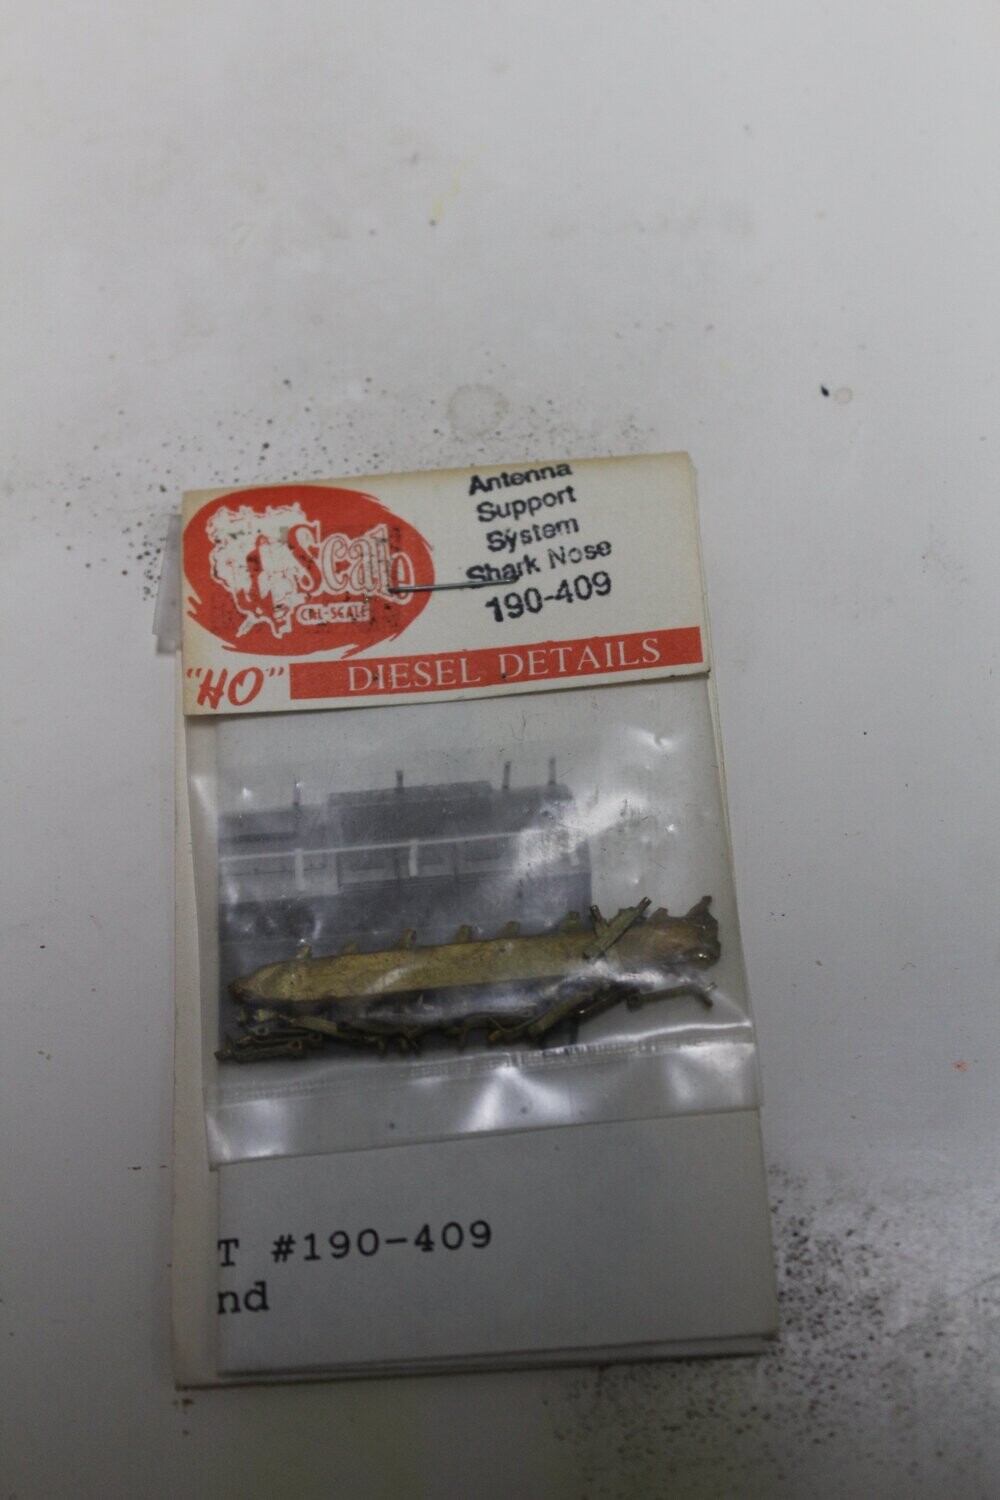 Scale
CAL-SCALE
Antenna
Support
System
Shark Nose
190-409
"HO" DIESEL DETAILS
T #190-409
nd